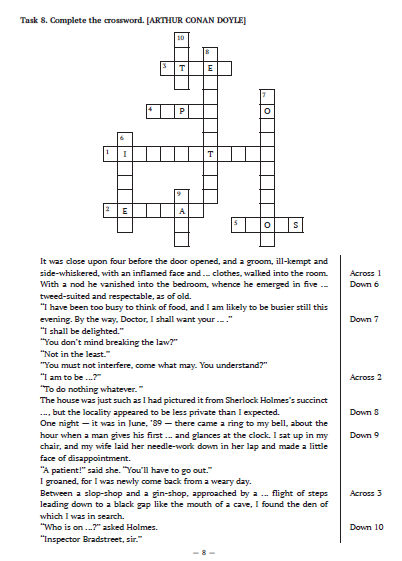 Task 8. Complete the crossword. [ARTHUR CONAN DOYLE]
10
8
3 T E
7
4 P O
6
1 I T
9
2 E A
5 O S
It was close upon four before the door opened, and a groom, ill-kempt and
side-whiskered, with an inflamed face and ... clothes, walked into the room. Across 1
With a nod he vanished into the bedroom, whence he emerged in five ... Down 6
tweed-suited and respectable, as of old.
"I have been too busy to think of food, and I am likely to be busier still this
evening. By the way, Doctor, I shall want your ... ." Down 7
"I shall be delighted."
"You don't mind breaking the law?"
"Not in the least."
"You must not interfere, come what may. You understand?"
"I am to be ...?" Across 2
"To do nothing whatever. "
The house was just such as I had pictured it from Sherlock Holmes's succinct
..., but the locality appeared to be less private than I expected. Down 8
One night — it was in June, '89 — there came a ring to my bell, about the
hour when a man gives his first ... and glances at the clock. I sat up in my Down 9
chair, and my wife laid her needle-work down in her lap and made a little
face of disappointment.
"A patient!" said she. "You'll have to go out."
I groaned, for I was newly come back from a weary day.
Between a slop-shop and a gin-shop, approached by a ... flight of steps Across 3
leading down to a black gap like the mouth of a cave, I found the den of
which I was in search.
"Who is on ...?" asked Holmes. Down 10
"Inspector Bradstreet, sir."
— 8 —